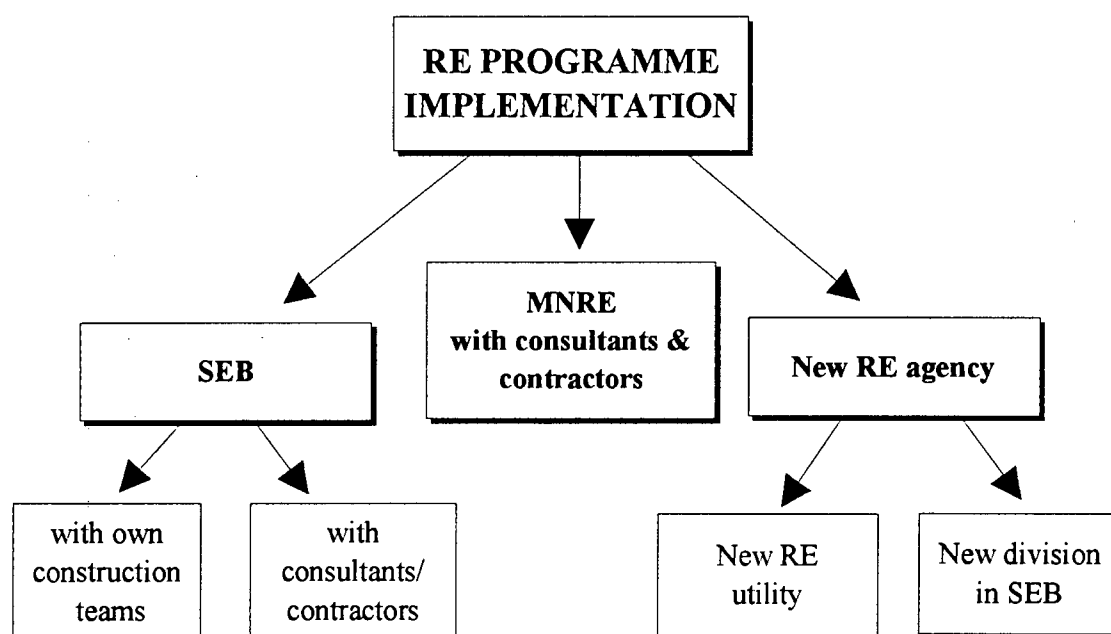 RE PROGRAMME
IMPLEMENTATION
MNRE
with consultants &
contractors
SEB
New RE agency
with own
construction
teams
with
consultants/
contractors
New RE
utility
New division
in SEB